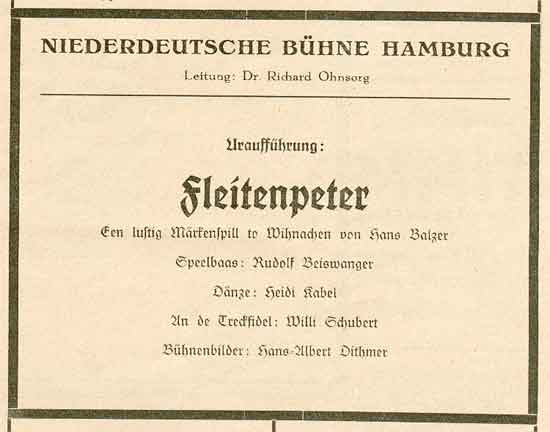 NIEDERDEUTSCHE BÜHNE HAMBURG
Leitung: Dr. Richard Ohnsorg
Uraufführung:
Fleitenpeter
Een lustig Märkenspill to Wihnachen von Hans Balzer
Speelbaas: Rudolf Beiswanger
Dänze: Heidi Kabel
An de Treckfidel: Willi Schubert
Bühnenbilder: Hans-Albert Dithmer